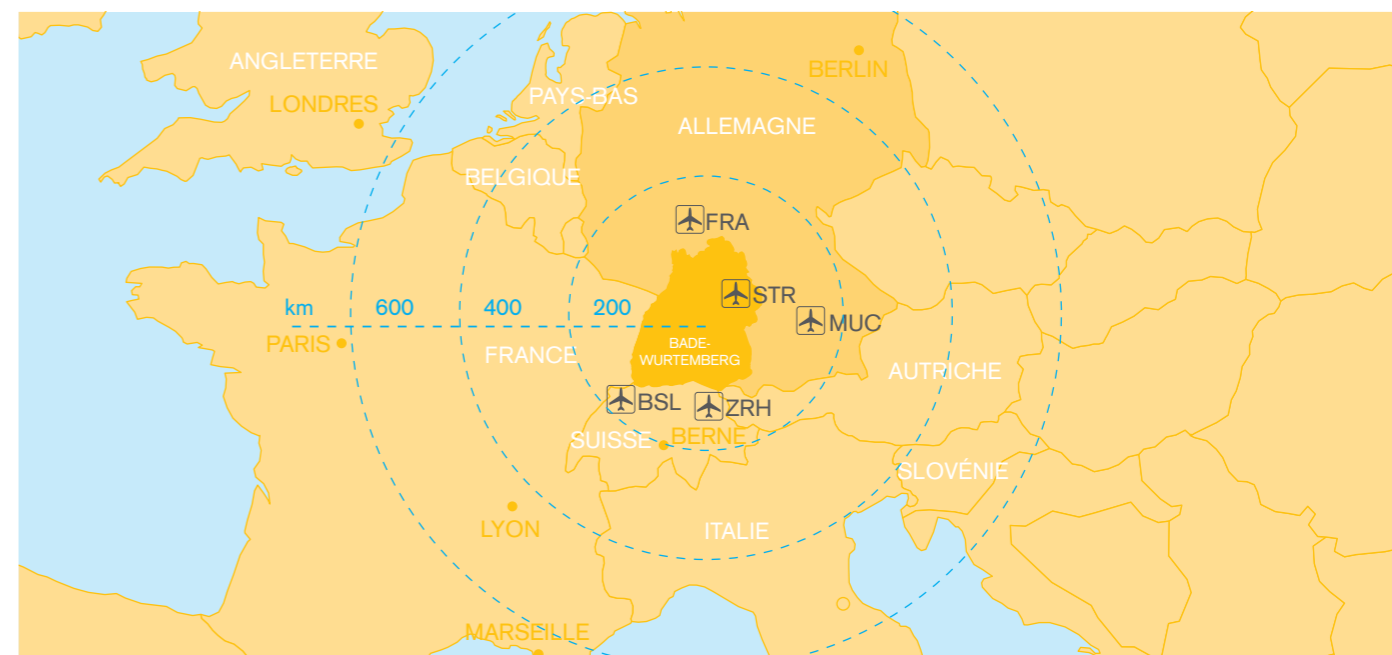 ANGLETERRE
BERLIN
PAYS-BAS
LONDRES
ALLEMAGNE
BELGIQUE
FRA
STR
km 600 400 200
MUC
PARIS
BADE-
WURTEMBERG
FRANCE
AUTRICHE
BSL
ZRH
SUISSE
BERNE
SLOVÉNIE
LYON
ITALIE
MARSEILLE